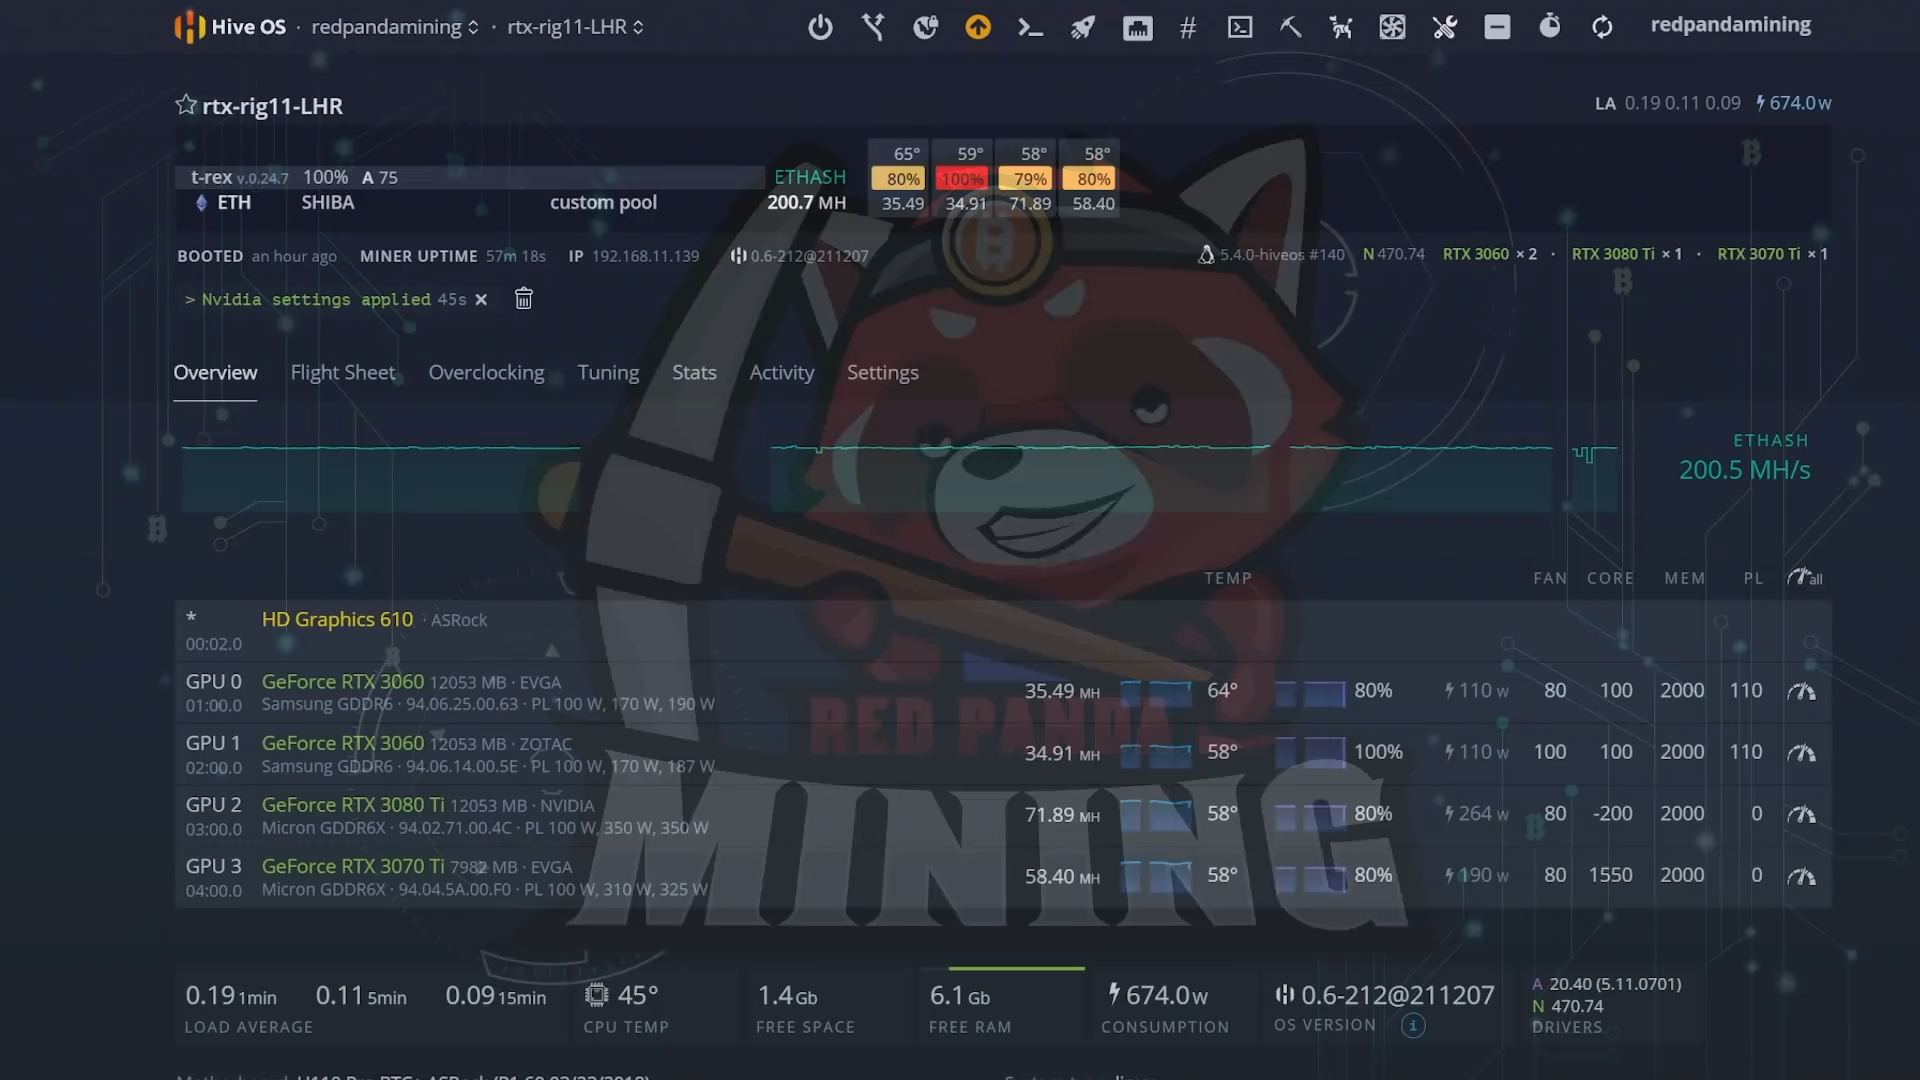 Hive OS · redpandamining · rtx-rig11-LHR redpandamining
rtx-rig11-LHR LA 0.19 0.11 0.09 674.0 w
65° 59° 58° 58°
t-rex v.0.24.7 100% A 75 ETHASH 80% 100% 79% 80%
ETH SHIBA custom pool 200.7 MH 35.49 34.91 71.89 58.40
BOOTED an hour ago MINER UPTIME 57m 18s IP 192.168.11.139 0.6-212@211207 5.4.0-hiveos #140 N 470.74 RTX 3060 × 2 · RTX 3080 Ti × 1 · RTX 3070 Ti × 1
> Nvidia settings applied 45s ×
Overview Flight Sheet Overclocking Tuning Stats Activity Settings
ETHASH
200.5 MH/s
TEMP FAN CORE MEM PL all
* HD Graphics 610 · ASRock
00:02.0
GPU 0 GeForce RTX 3060 12053 MB · EVGA 35.49 MH 64° 80% 110 w 80 100 2000 110
01:00.0 Samsung GDDR6 · 94.06.25.00.63 · PL 100 W, 170 W, 190 W
GPU 1 GeForce RTX 3060 12053 MB · ZOTAC 34.91 MH 58° 100% 110 w 100 100 2000 110
02:00.0 Samsung GDDR6 · 94.06.14.00.5E · PL 100 W, 170 W, 187 W
GPU 2 GeForce RTX 3080 Ti 12053 MB · NVIDIA 71.89 MH 58° 80% 264 w 80 -200 2000 0
03:00.0 Micron GDDR6X · 94.02.71.00.4C · PL 100 W, 350 W, 350 W
GPU 3 GeForce RTX 3070 Ti 7982 MB · EVGA 58.40 MH 58° 80% 190 w 80 1550 2000 0
04:00.0 Micron GDDR6X · 94.04.5A.00.F0 · PL 100 W, 310 W, 325 W
RED PANDA
MINING
0.19 1min 0.11 5min 0.09 15min 45° 1.4 Gb 6.1 Gb 674.0 w 0.6-212@211207 A 20.40 (5.11.0701)
N 470.74
LOAD AVERAGE CPU TEMP FREE SPACE FREE RAM CONSUMPTION OS VERSION DRIVERS